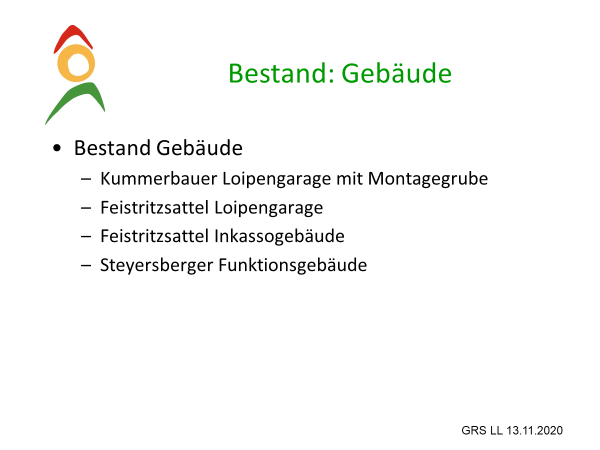 Bestand: Gebäude
• Bestand Gebäude
– Kummerbauer Loipengarage mit Montagegrube
– Feistritzsattel Loipengarage
– Feistritzsattel Inkassogebäude
– Steyersberger Funktionsgebäude
GRS LL 13.11.2020